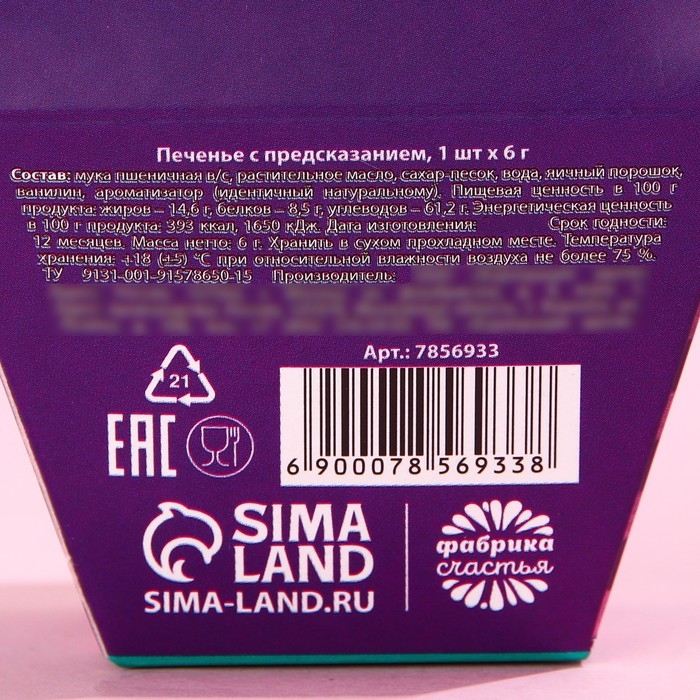 Печенье с предсказанием, 1 шт х 6 г
Состав: мука пшеничная в/с, растительное масло, сахар-песок, вода, яичный порошок,
ванилин, ароматизатор (идентичный натуральному). Пищевая ценность в 100 г
продукта: жиров – 14,6 г, белков – 8,5 г, углеводов – 61,2 г. Энергетическая ценность
в 100 г продукта: 393 ккал, 1650 кДж. Дата изготовления: Срок годности:
12 месяцев. Масса нетто: 6 г. Хранить в сухом прохладном месте. Температура
хранения: +18 (±5) °С при относительной влажности воздуха не более 75 %.
ТУ 9131-001-91578650-15 Производитель:
Арт.: 7856933
21
EAC
6 900078 569338
SIMA
LAND
SIMA-LAND.RU
фабрика
счастья